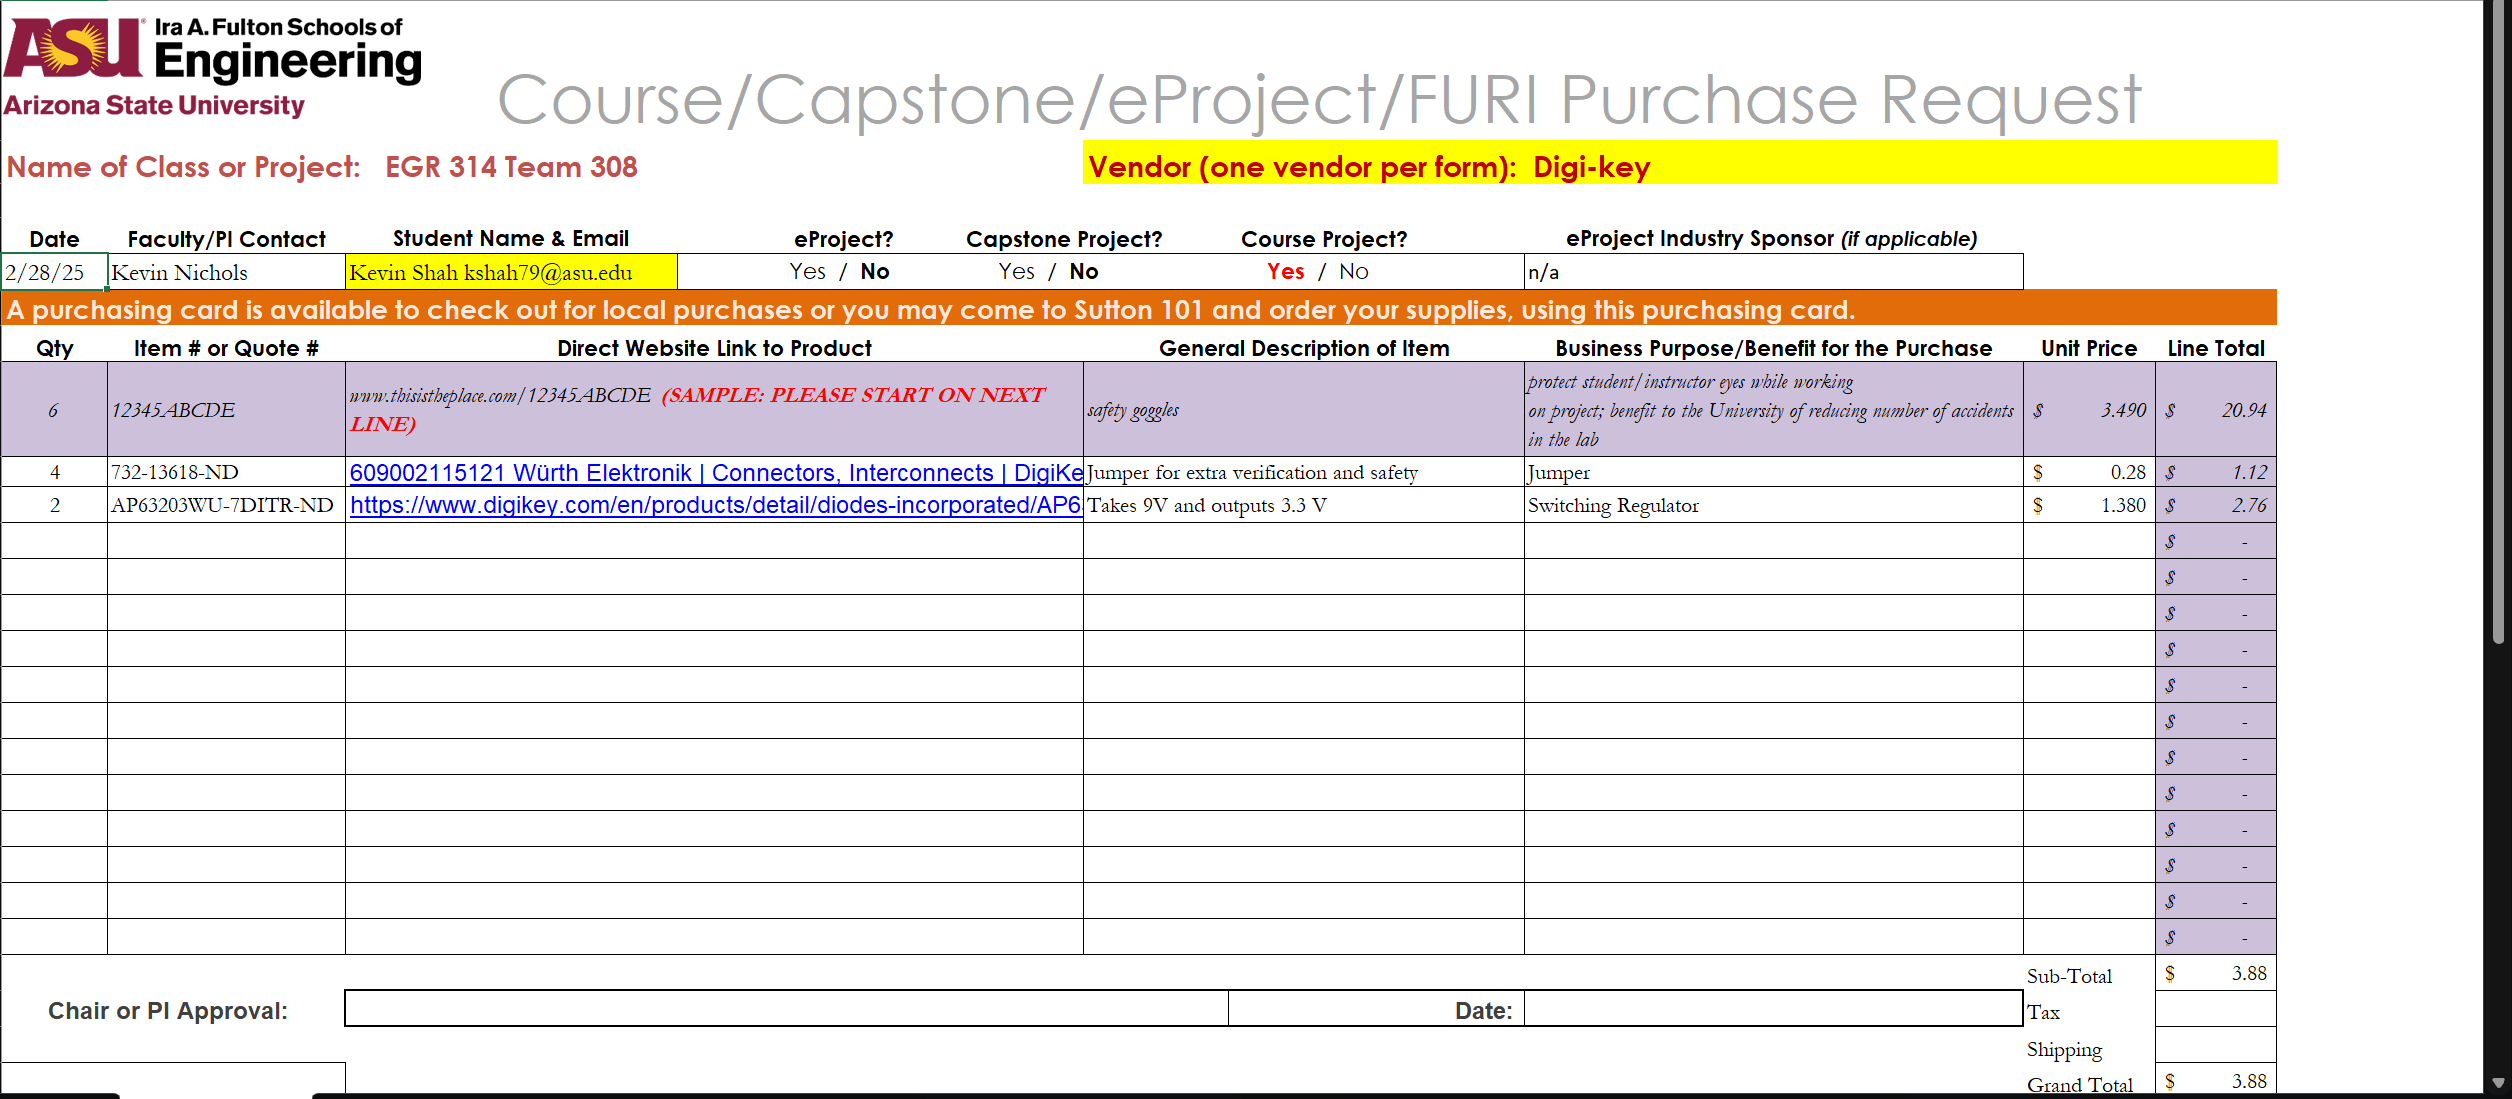 ASU Ira A. Fulton Schools of
Engineering
Arizona State University
Course/Capstone/eProject/FURI Purchase Request
Name of Class or Project: EGR 314 Team 308
Vendor (one vendor per form): Digi-key
Date Faculty/PI Contact Student Name & Email eProject? Capstone Project? Course Project? eProject Industry Sponsor (if applicable)
2/28/25 Kevin Nichols Kevin Shah kshah79@asu.edu Yes / No Yes / No Yes / No n/a
A purchasing card is available to check out for local purchases or you may come to Sutton 101 and order your supplies, using this purchasing card.
Qty Item # or Quote # Direct Website Link to Product General Description of Item Business Purpose/Benefit for the Purchase Unit Price Line Total
6 12345ABCDE www.thisistheplace.com/12345ABCDE (SAMPLE: PLEASE START ON NEXT
LINE) safety goggles protect student/instructor eyes while working
on project; benefit to the University of reducing number of accidents
in the lab $ 3.490 $ 20.94
4 732-13618-ND 609002115121 Würth Elektronik | Connectors, Interconnects | DigiKe Jumper for extra verification and safety Jumper $ 0.28 $ 1.12
2 AP63203WU-7DITR-ND https://www.digikey.com/en/products/detail/diodes-incorporated/AP6 Takes 9V and outputs 3.3 V Switching Regulator $ 1.380 $ 2.76
$ -
$ -
$ -
$ -
$ -
$ -
$ -
$ -
$ -
$ -
$ -
$ -
Sub-Total $ 3.88
Chair or PI Approval: Date: Tax
Shipping
Grand Total $ 3.88